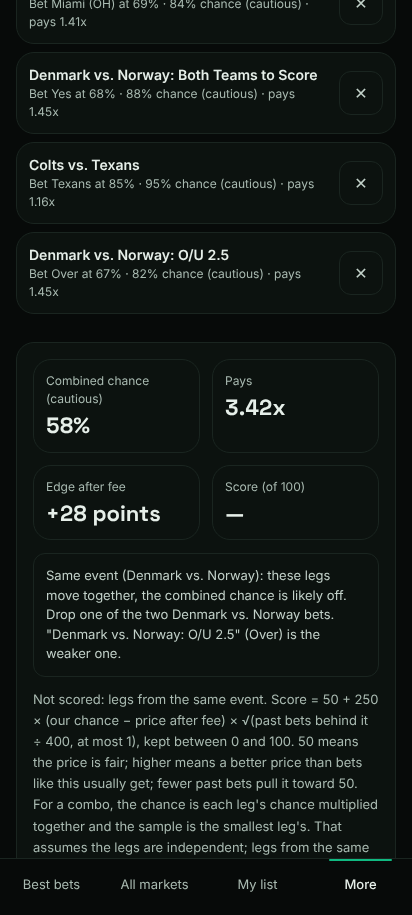 Bet Miami (OH) at 69% · 84% chance (cautious) ·
pays 1.41x
✕
Denmark vs. Norway: Both Teams to Score
Bet Yes at 68% · 88% chance (cautious) · pays
1.45x
✕
Colts vs. Texans
Bet Texans at 85% · 95% chance (cautious) · pays
1.16x
✕
Denmark vs. Norway: O/U 2.5
Bet Over at 67% · 82% chance (cautious) · pays
1.45x
✕
Combined chance
(cautious)
58%
Pays
3.42x
Edge after fee
+28 points
Score (of 100)
—
Same event (Denmark vs. Norway): these legs
move together, the combined chance is likely off.
Drop one of the two Denmark vs. Norway bets.
"Denmark vs. Norway: O/U 2.5" (Over) is the
weaker one.
Not scored: legs from the same event. Score = 50 + 250
× (our chance − price after fee) × √(past bets behind it
÷ 400, at most 1), kept between 0 and 100. 50 means
the price is fair; higher means a better price than bets
like this usually get; fewer past bets pull it toward 50.
For a combo, the chance is each leg's chance multiplied
together and the sample is the smallest leg's. That
assumes the legs are independent; legs from the same
Best bets
All markets
My list
More